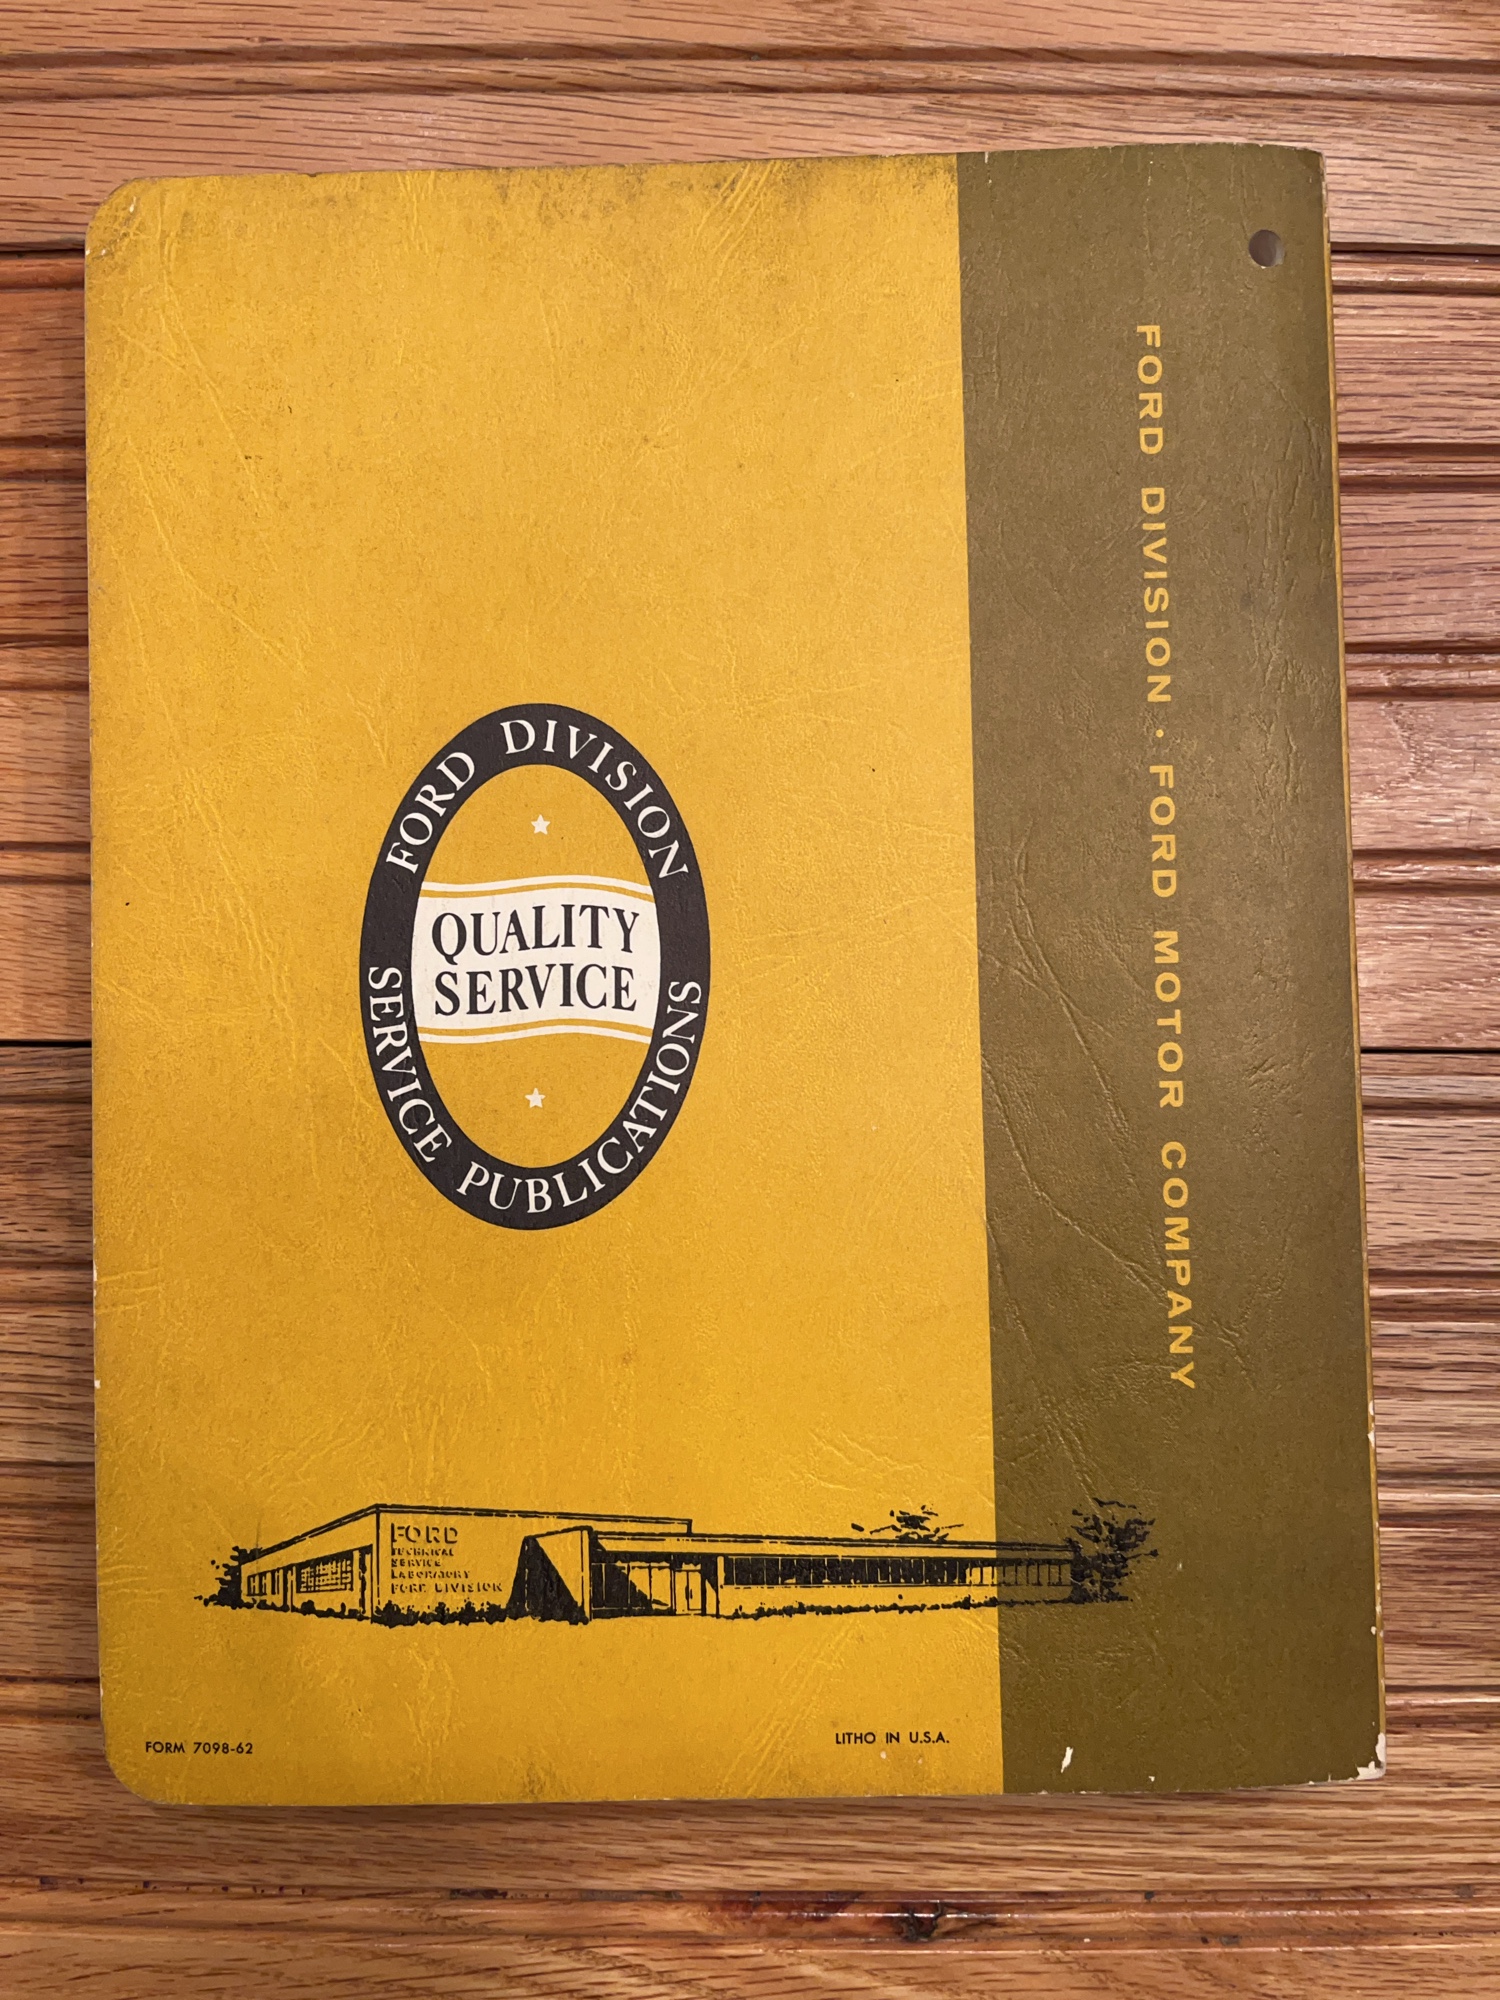 FORD DIVISION · FORD MOTOR COMPANY
FORD DIVISION
QUALITY
SERVICE
SERVICE PUBLICATIONS
FORD
TECHNICAL
SERVICE
LABORATORY
FORD DIVISION
FORM 7098-62
LITHO IN U.S.A.